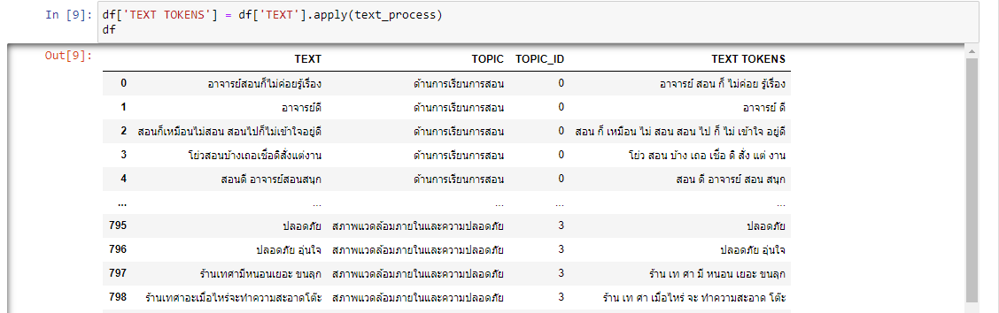 In [9]: df['TEXT TOKENS'] = df['TEXT'].apply(text_process)
df
Out[9]:
TEXT TOPIC TOPIC_ID TEXT TOKENS
0 อาจารย์สอนก็ไม่ค่อยรู้เรื่อง ด้านการเรียนการสอน 0 อาจารย์ สอน ก็ ไม่ค่อย รู้เรื่อง
1 อาจารย์ดี ด้านการเรียนการสอน 0 อาจารย์ ดี
2 สอนก็เหมือนไม่สอน สอนไปก็ไม่เข้าใจอยู่ดี ด้านการเรียนการสอน 0 สอน ก็ เหมือน ไม่ สอน สอน ไป ก็ ไม่ เข้าใจ อยู่ดี
3 โย่วสอนบ้างเถอเชื่อดิสั่งแต่งาน ด้านการเรียนการสอน 0 โย่ว สอน บ้าง เถอ เชื่อ ดิ สั่ง แต่ งาน
4 สอนดี อาจารย์สอนสนุก ด้านการเรียนการสอน 0 สอน ดี อาจารย์ สอน สนุก
... ... ... ... ...
795 ปลอดภัย สภาพแวดล้อมภายในและความปลอดภัย 3 ปลอดภัย
796 ปลอดภัย อุ่นใจ สภาพแวดล้อมภายในและความปลอดภัย 3 ปลอดภัย อุ่นใจ
797 ร้านเทศามีหนอนเยอะ ขนลุก สภาพแวดล้อมภายในและความปลอดภัย 3 ร้าน เท ศา มี หนอน เยอะ ขนลุก
798 ร้านเทศาอะเมื่อไหร่จะทำความสะอาดโต๊ะ สภาพแวดล้อมภายในและความปลอดภัย 3 ร้าน เท ศา เมื่อไหร่ จะ ทำความสะอาด โต๊ะ